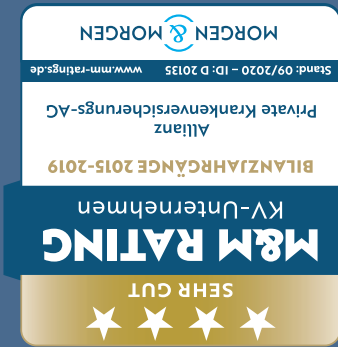 SEHR GUT
M&M RATING
KV-Unternehmen
BILANZJAHRGÄNGE 2015-2019
Allianz
Private Krankenversicherungs-AG
Stand: 09/2020 – ID: D 20135 www.mm-ratings.de
MORGEN & MORGEN